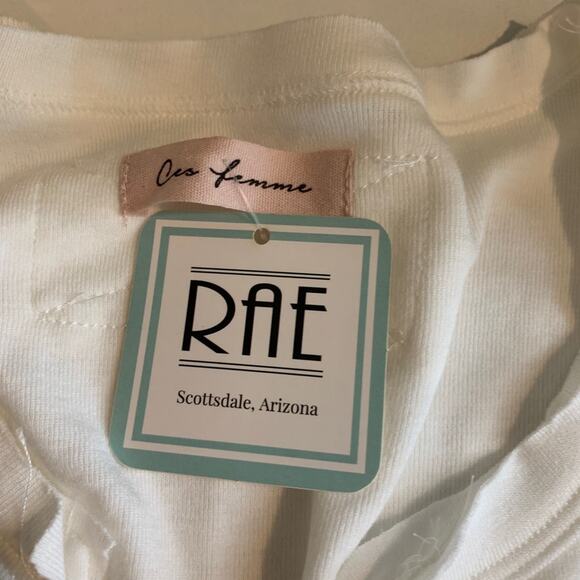 Ces femme
RAE
Scottsdale, Arizona